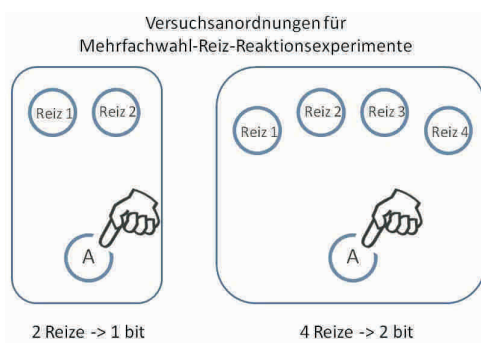 Versuchsanordnungen für
Mehrfachwahl-Reiz-Reaktionsexperimente
Reiz 1
Reiz 2
A
2 Reize -> 1 bit
Reiz 1
Reiz 2
Reiz 3
Reiz 4
A
4 Reize -> 2 bit